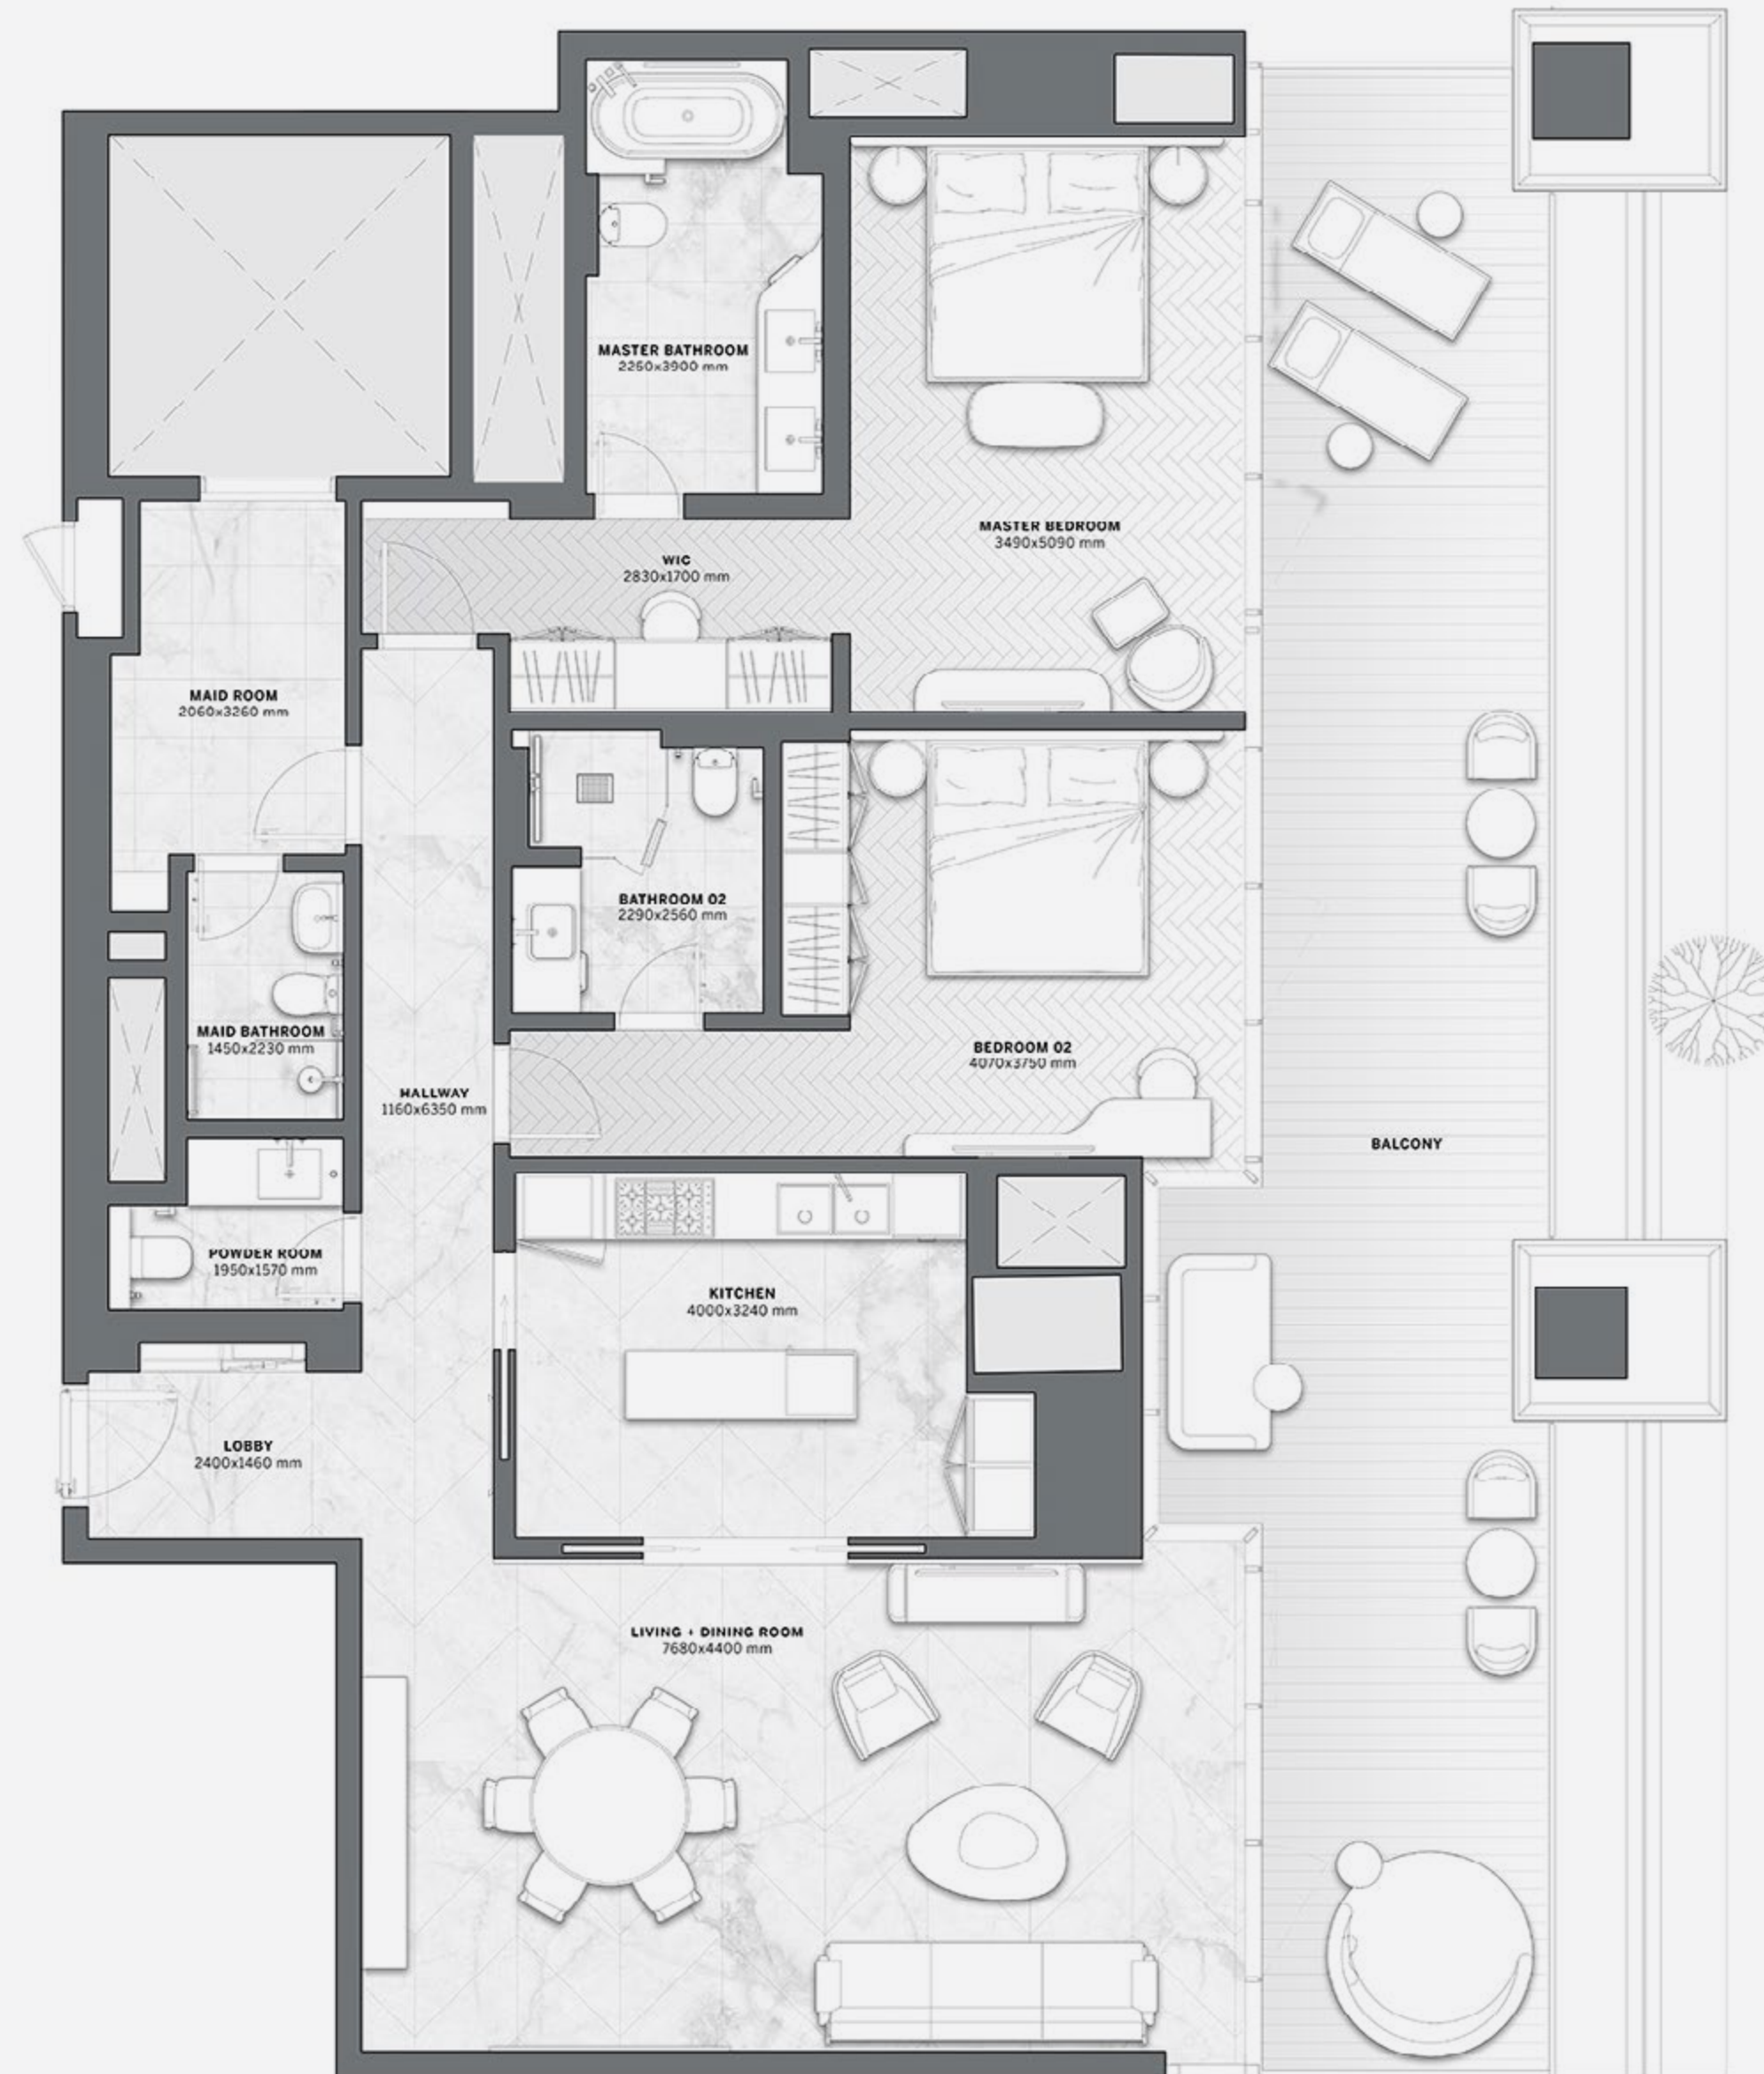 MASTER BATHROOM
2260x3900 mm
MASTER BEDROOM
3490x5090 mm
WIC
2830x1700 mm
MAID ROOM
2060x3260 mm
BATHROOM 02
2290x2560 mm
MAID BATHROOM
1450x2230 mm
BEDROOM 02
4070x3750 mm
HALLWAY
1160x6350 mm
BALCONY
POWDER ROOM
1950x1570 mm
KITCHEN
4000x3240 mm
LOBBY
2400x1460 mm
LIVING + DINING ROOM
7680x4400 mm